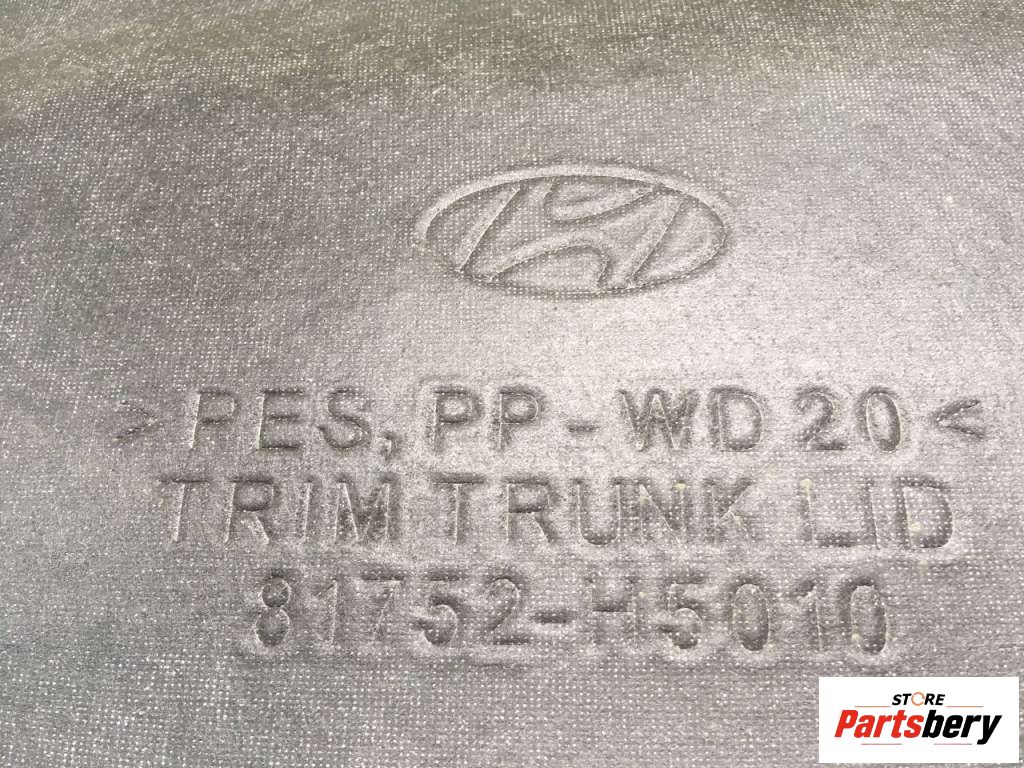 >PES, PP-WD 20<
TRIM TRUNK LID
81752-H5010
STORE
Partsbery